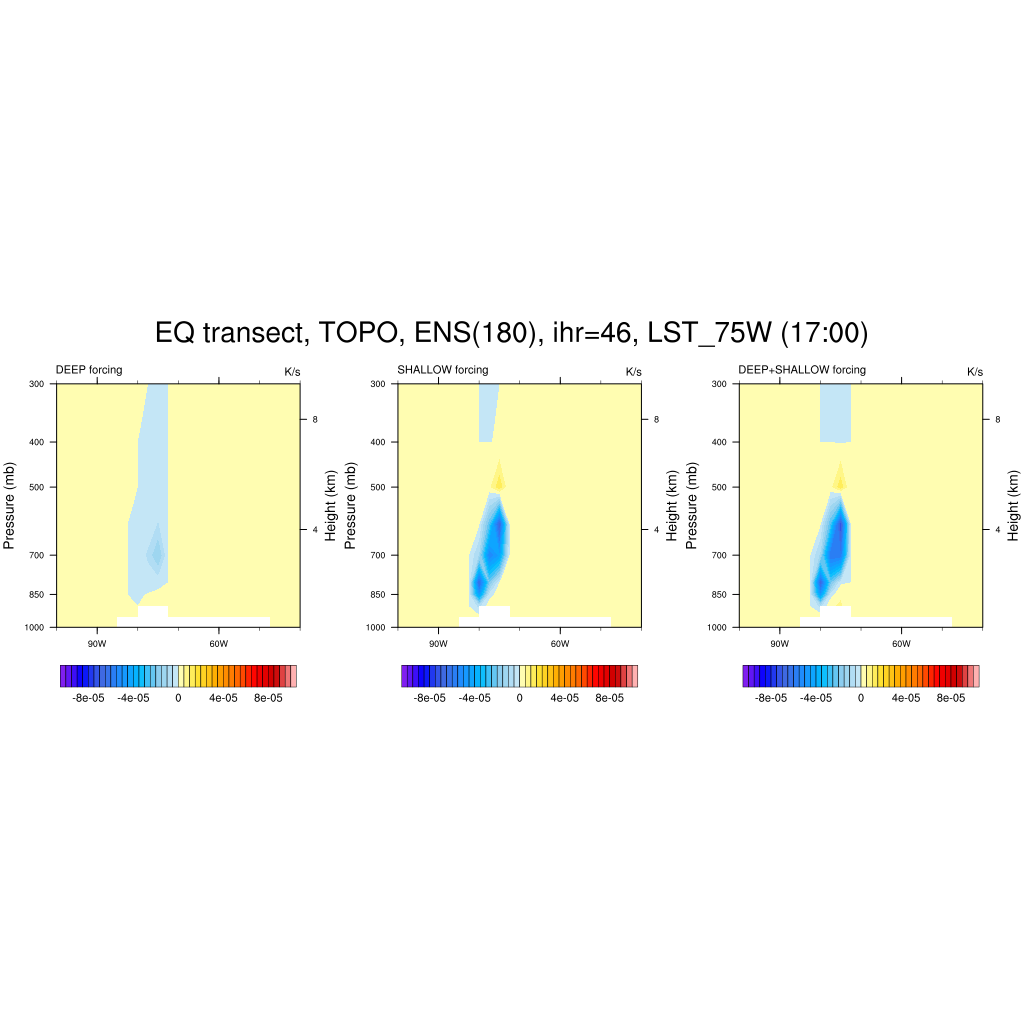 EQ transect, TOPO, ENS(180), ihr=46, LST_75W (17:00)
DEEP forcing K/s
300
400
500
700
850
1000
Pressure (mb)
8
4
Height (km)
90W 60W
-8e-05 -4e-05 0 4e-05 8e-05
SHALLOW forcing K/s
300
400
500
700
850
1000
Pressure (mb)
8
4
Height (km)
90W 60W
-8e-05 -4e-05 0 4e-05 8e-05
DEEP+SHALLOW forcing K/s
300
400
500
700
850
1000
Pressure (mb)
8
4
Height (km)
90W 60W
-8e-05 -4e-05 0 4e-05 8e-05